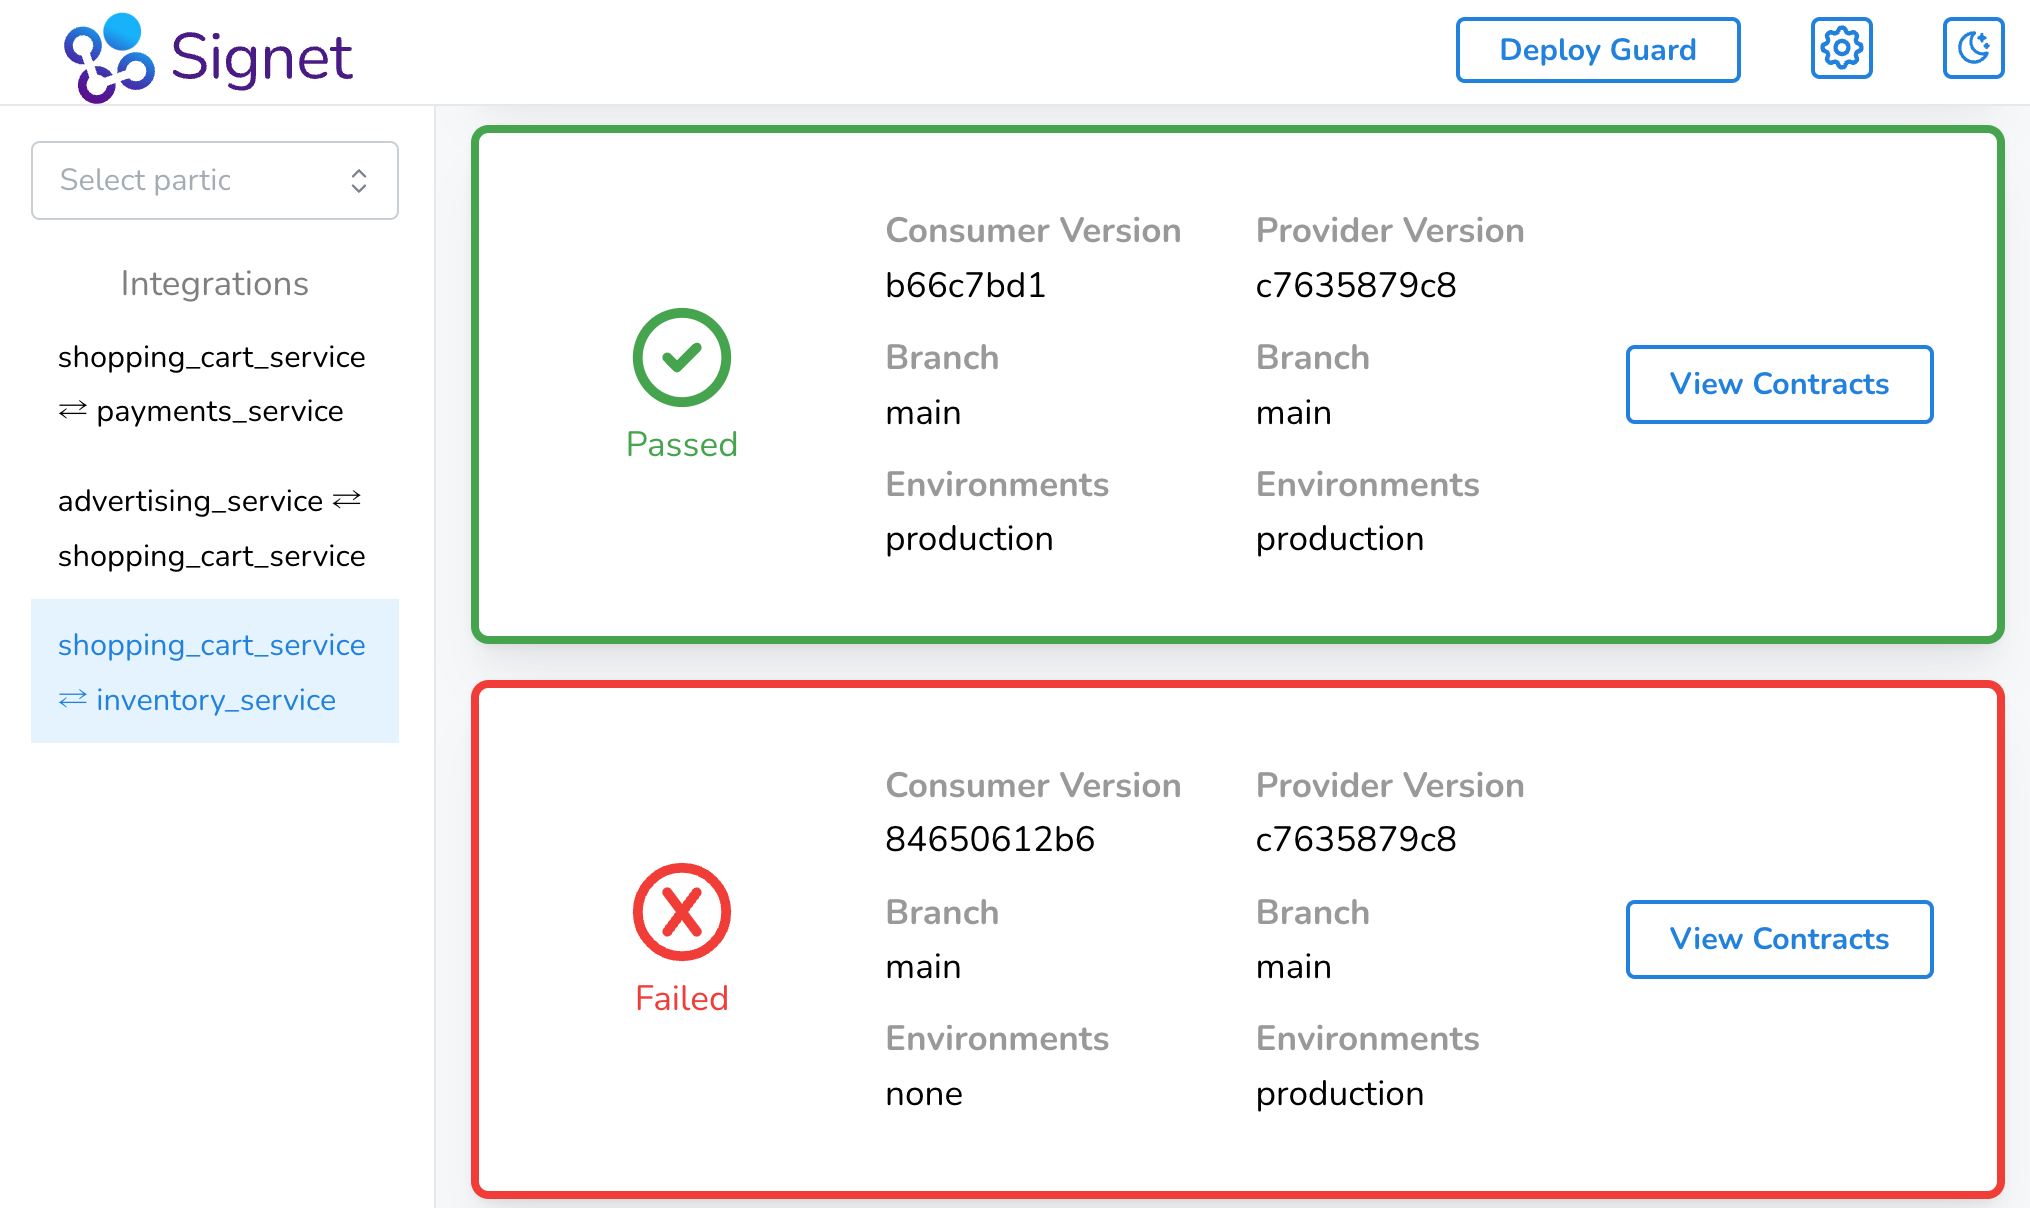 Signet
Deploy Guard
Select partic
Integrations
shopping_cart_service
⇄ payments_service
advertising_service ⇄
shopping_cart_service
shopping_cart_service
⇄ inventory_service
Passed
Consumer Version
b66c7bd1
Branch
main
Environments
production
Provider Version
c7635879c8
Branch
main
Environments
production
View Contracts
Failed
Consumer Version
84650612b6
Branch
main
Environments
none
Provider Version
c7635879c8
Branch
main
Environments
production
View Contracts